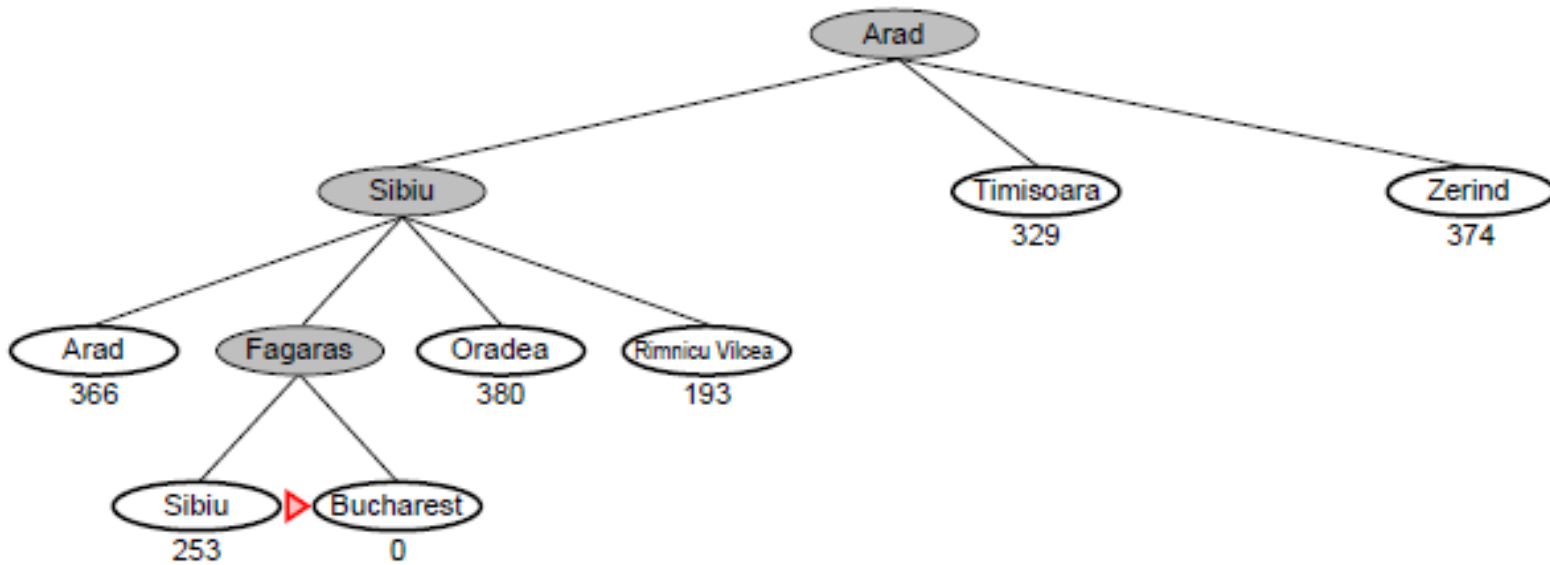 Arad
Sibiu Timisoara Zerind
329 374
Arad Fagaras Oradea Rimnicu Vilcea
366 380 193
Sibiu Bucharest
253 0